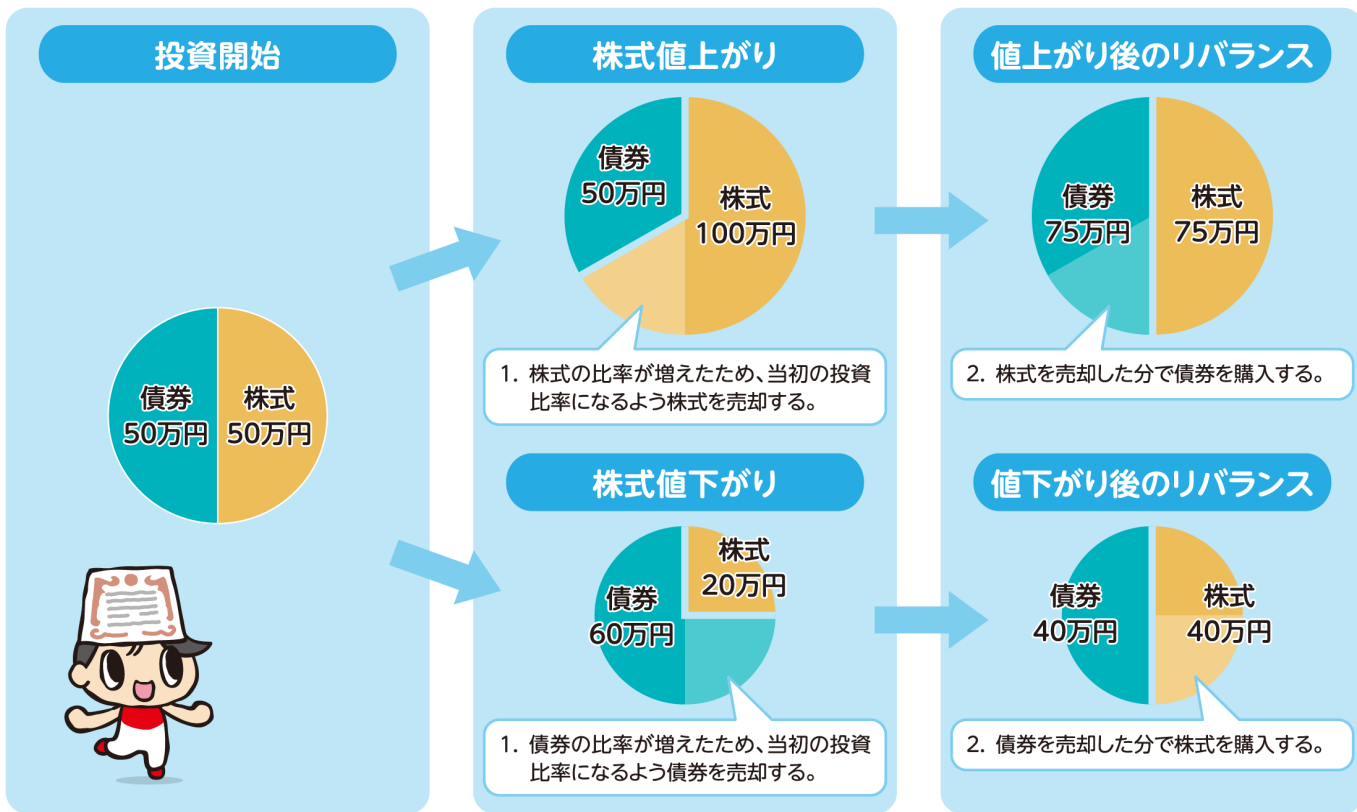 投資開始
債券
50万円
株式
50万円
株式値上がり
債券
50万円
株式
100万円
1. 株式の比率が増えたため、当初の投資
比率になるよう株式を売却する。
値上がり後のリバランス
債券
75万円
株式
75万円
2. 株式を売却した分で債券を購入する。
株式値下がり
株式
20万円
債券
60万円
1. 債券の比率が増えたため、当初の投資
比率になるよう債券を売却する。
値下がり後のリバランス
債券
40万円
株式
40万円
2. 債券を売却した分で株式を購入する。